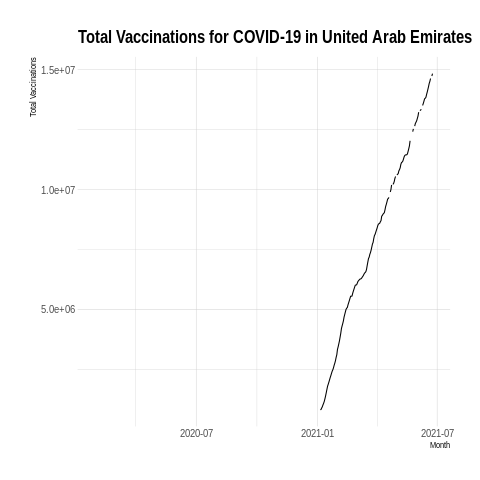 Total Vaccinations for COVID-19 in United Arab Emirates
Total Vaccinations
1.5e+07
1.0e+07
5.0e+06
2020-07
2021-01
2021-07
Month